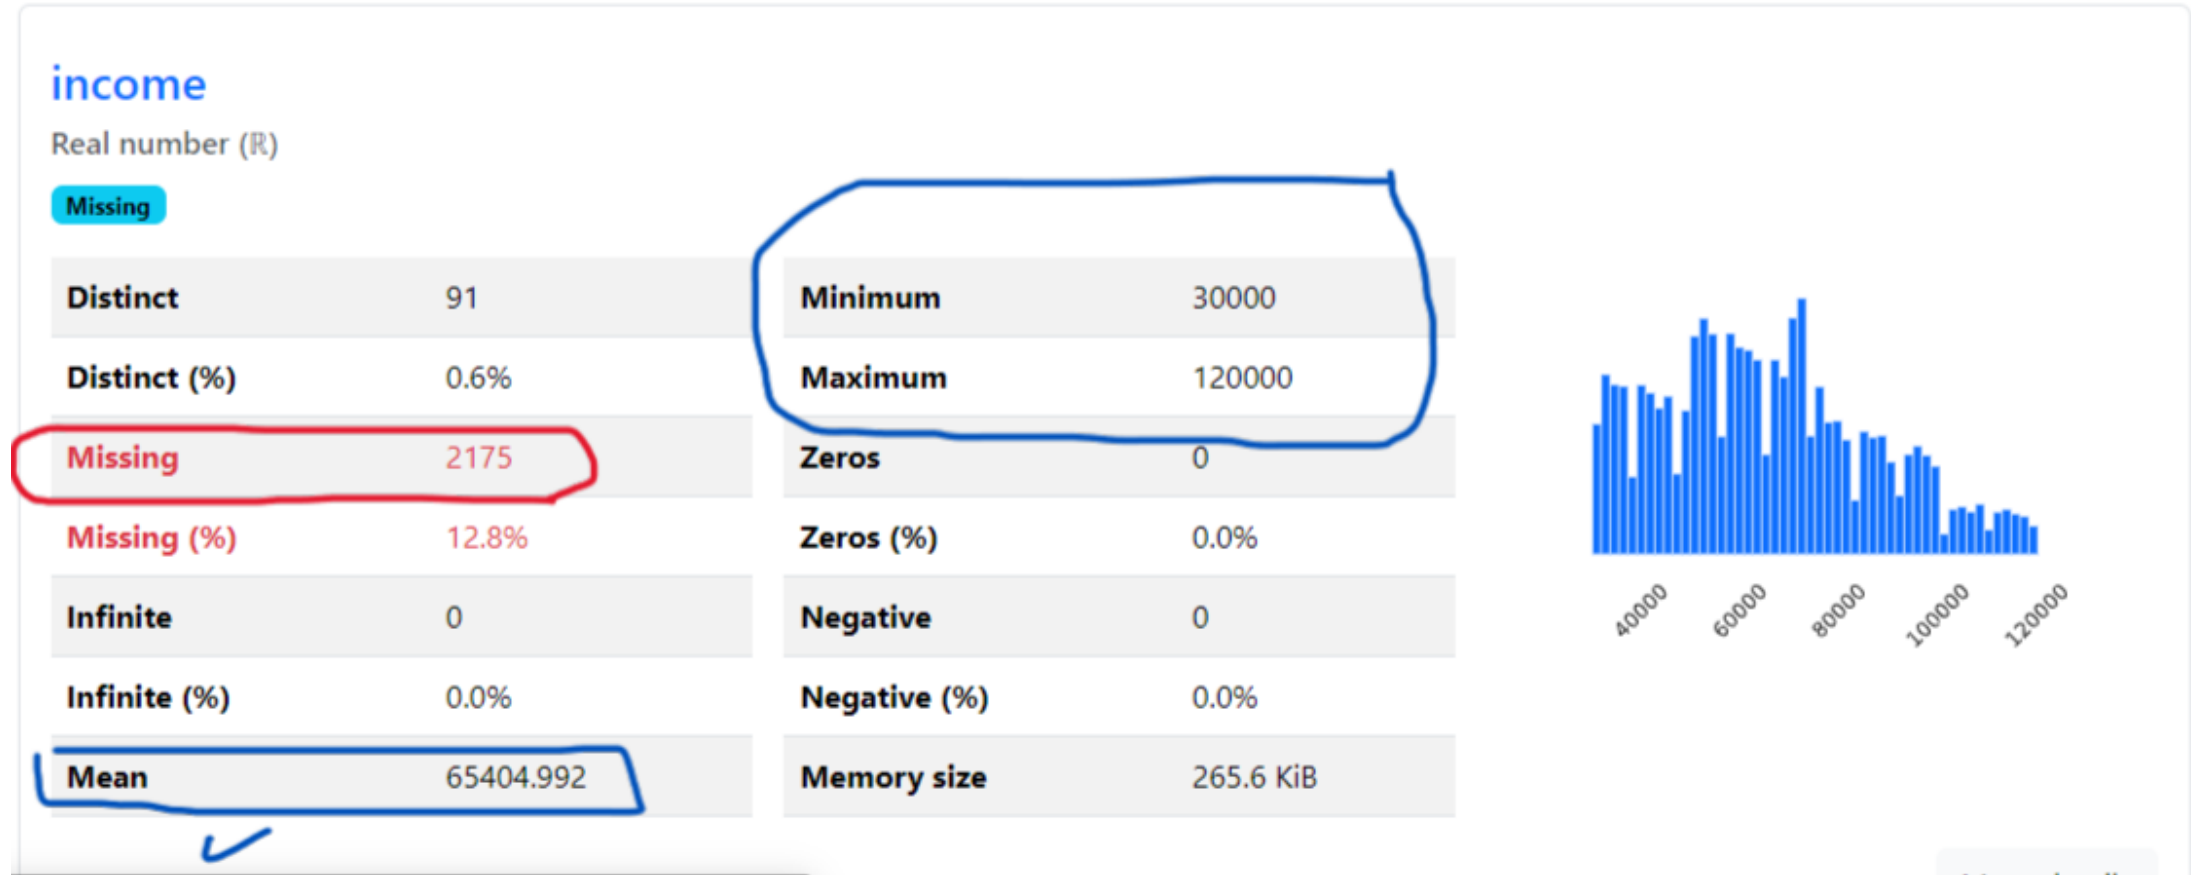 income
Real number (ℝ)
Missing
Distinct 91
Distinct (%) 0.6%
Missing 2175
Missing (%) 12.8%
Infinite 0
Infinite (%) 0.0%
Mean 65404.992
Minimum 30000
Maximum 120000
Zeros 0
Zeros (%) 0.0%
Negative 0
Negative (%) 0.0%
Memory size 265.6 KiB
40000 60000 80000 100000 120000